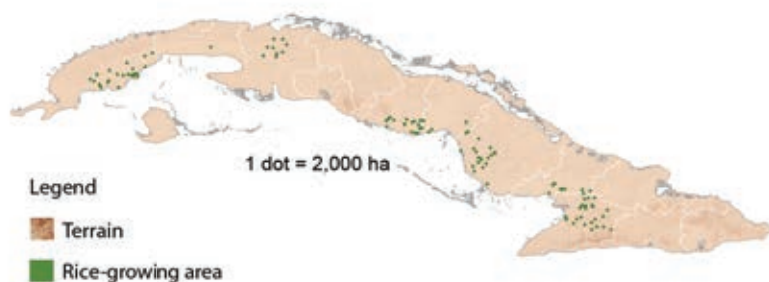 1 dot = 2,000 ha
Legend
Terrain
Rice-growing area